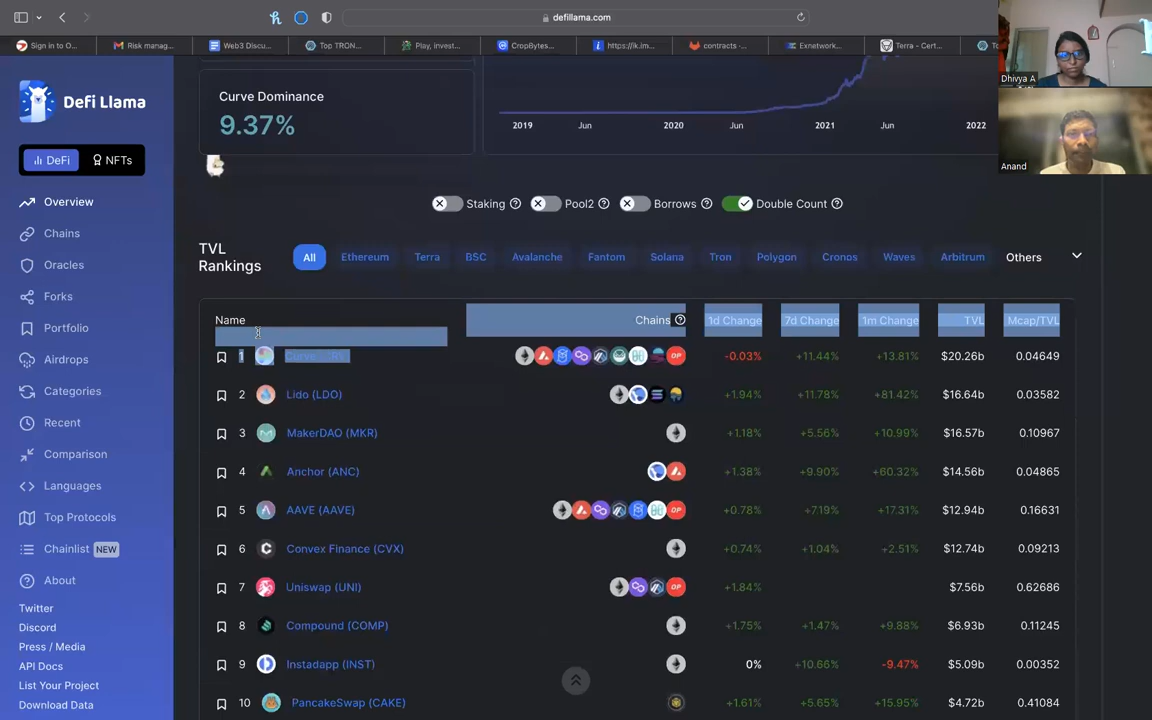 defillama.com
Sign in to O...
Risk manag...
Web3 Discu...
Top TRON...
Play, invest...
CropBytes...
https://ik.im...
contracts -...
Exnetwork...
Terra - Cert...
Dhivya A
Anand
Defi Llama
DeFi
NFTs
Overview
Chains
Oracles
Forks
Portfolio
Airdrops
Categories
Recent
Comparison
Languages
Top Protocols
Chainlist NEW
About
Twitter
Discord
Press / Media
API Docs
List Your Project
Download Data
Curve Dominance
9.37%
2019 Jun 2020 Jun 2021 Jun 2022
Staking Pool2 Borrows Double Count
TVL
Rankings
All Ethereum Terra BSC Avalanche Fantom Solana Tron Polygon Cronos Waves Arbitrum Others
Name Chains 1d Change 7d Change 1m Change TVL Mcap/TVL
1 Curve -0.03% +11.44% +13.81% $20.26b 0.04649
2 Lido (LDO) +1.94% +11.78% +81.42% $16.64b 0.03582
3 MakerDAO (MKR) +1.18% +5.56% +10.99% $16.57b 0.10967
4 Anchor (ANC) +1.38% +9.90% +60.32% $14.56b 0.04865
5 AAVE (AAVE) OP +0.78% +7.19% +17.31% $12.94b 0.16631
6 Convex Finance (CVX) +0.74% +1.04% +2.51% $12.74b 0.09213
7 Uniswap (UNI) OP +1.84% $7.56b 0.62686
8 Compound (COMP) +1.75% +1.47% +9.88% $6.93b 0.11245
9 Instadapp (INST) 0% +10.66% -9.47% $5.09b 0.00352
10 PancakeSwap (CAKE) +1.61% +5.65% +15.95% $4.72b 0.41084